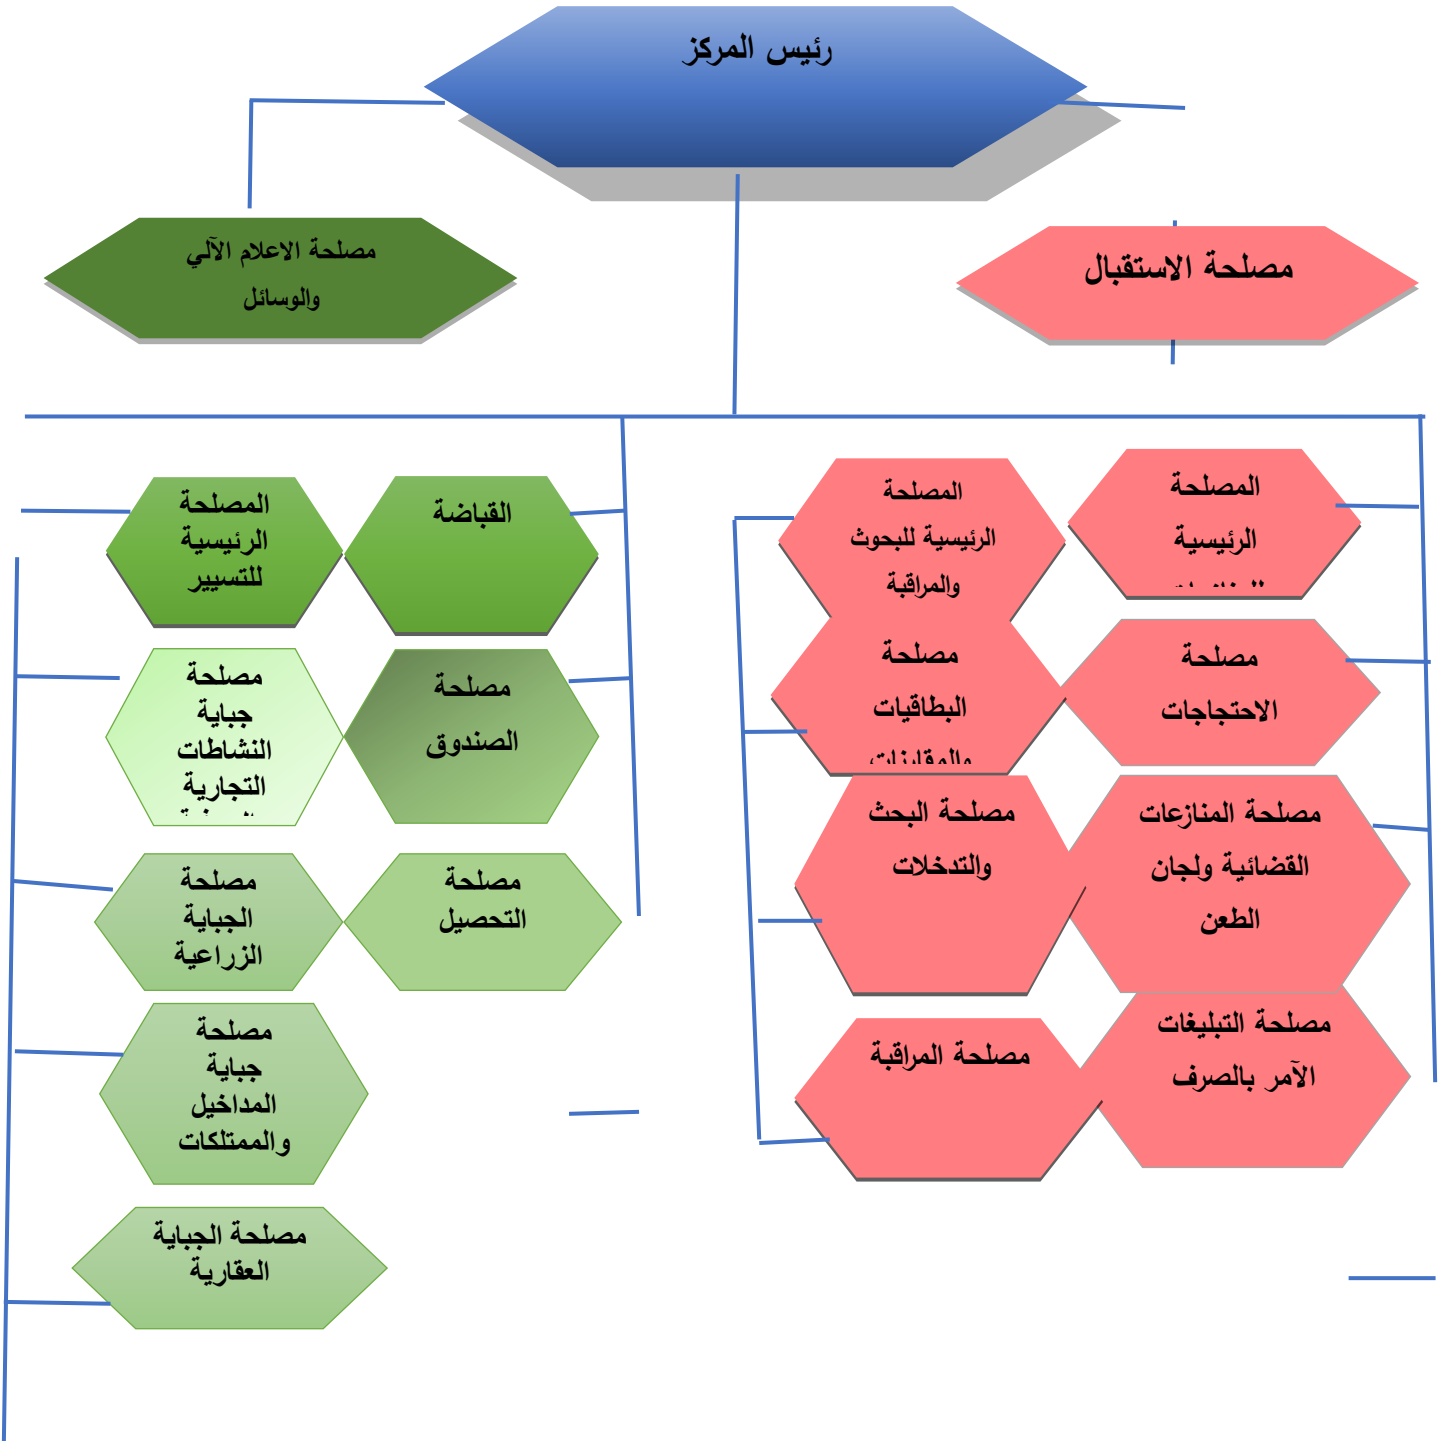 رئيس المركز
مصلحة الاستقبال
مصلحة الاعلام الآلي
والوسائل
المصلحة
الرئيسية
المصلحة
الرئيسية للبحوث
والمراقبة
القباضة
المصلحة
الرئيسية
للتسيير
مصلحة
الاحتجاجات
مصلحة
البطاقيات
والمقارنات
مصلحة
الصندوق
مصلحة
جباية
النشاطات
التجارية
مصلحة المنازعات
القضائية ولجان
الطعن
مصلحة البحث
والتدخلات
مصلحة
التحصيل
مصلحة
الجباية
الزراعية
مصلحة التبليغات
الآمر بالصرف
مصلحة المراقبة
مصلحة
جباية
المداخيل
والممتلكات
مصلحة الجباية
العقارية